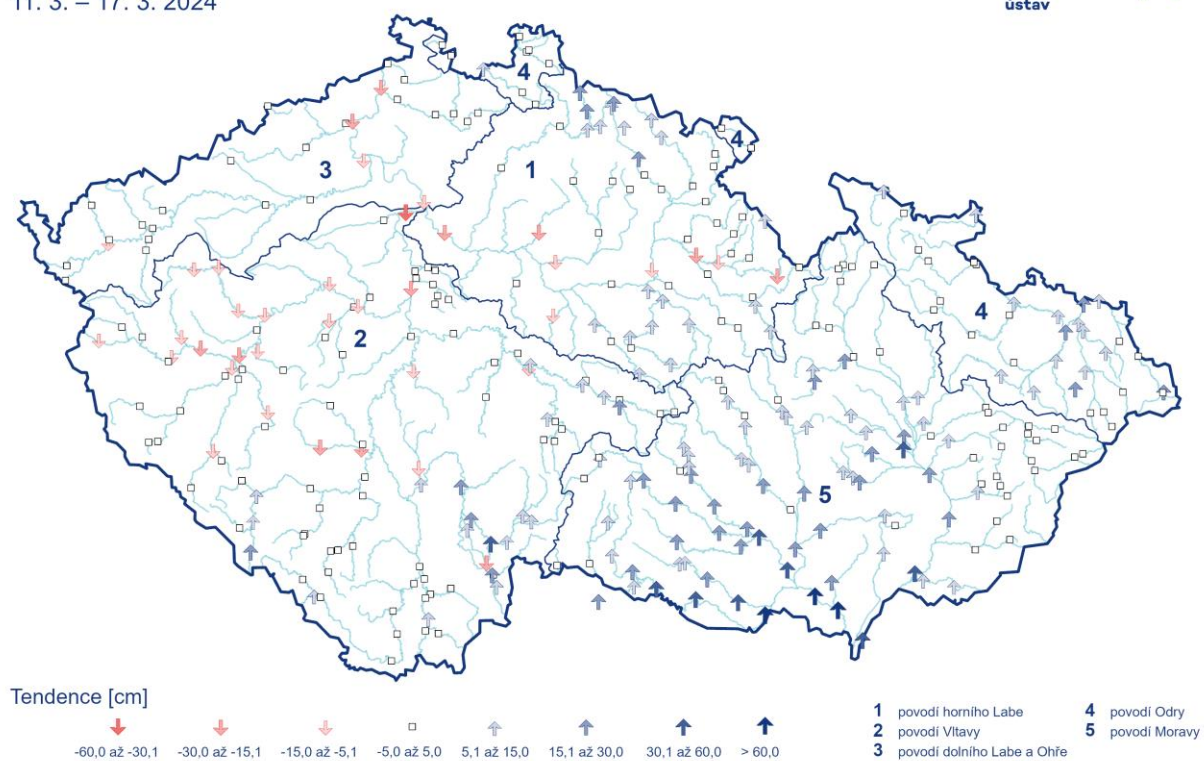 11. 3. – 17. 3. 2024
ústav
4
4
1
3
2
4
5
Tendence [cm]
-60,0 až -30,1
-30,0 až -15,1
-15,0 až -5,1
-5,0 až 5,0
5,1 až 15,0
15,1 až 30,0
30,1 až 60,0
> 60,0
1 povodí horního Labe
2 povodí Vltavy
3 povodí dolního Labe a Ohře
4 povodí Odry
5 povodí Moravy